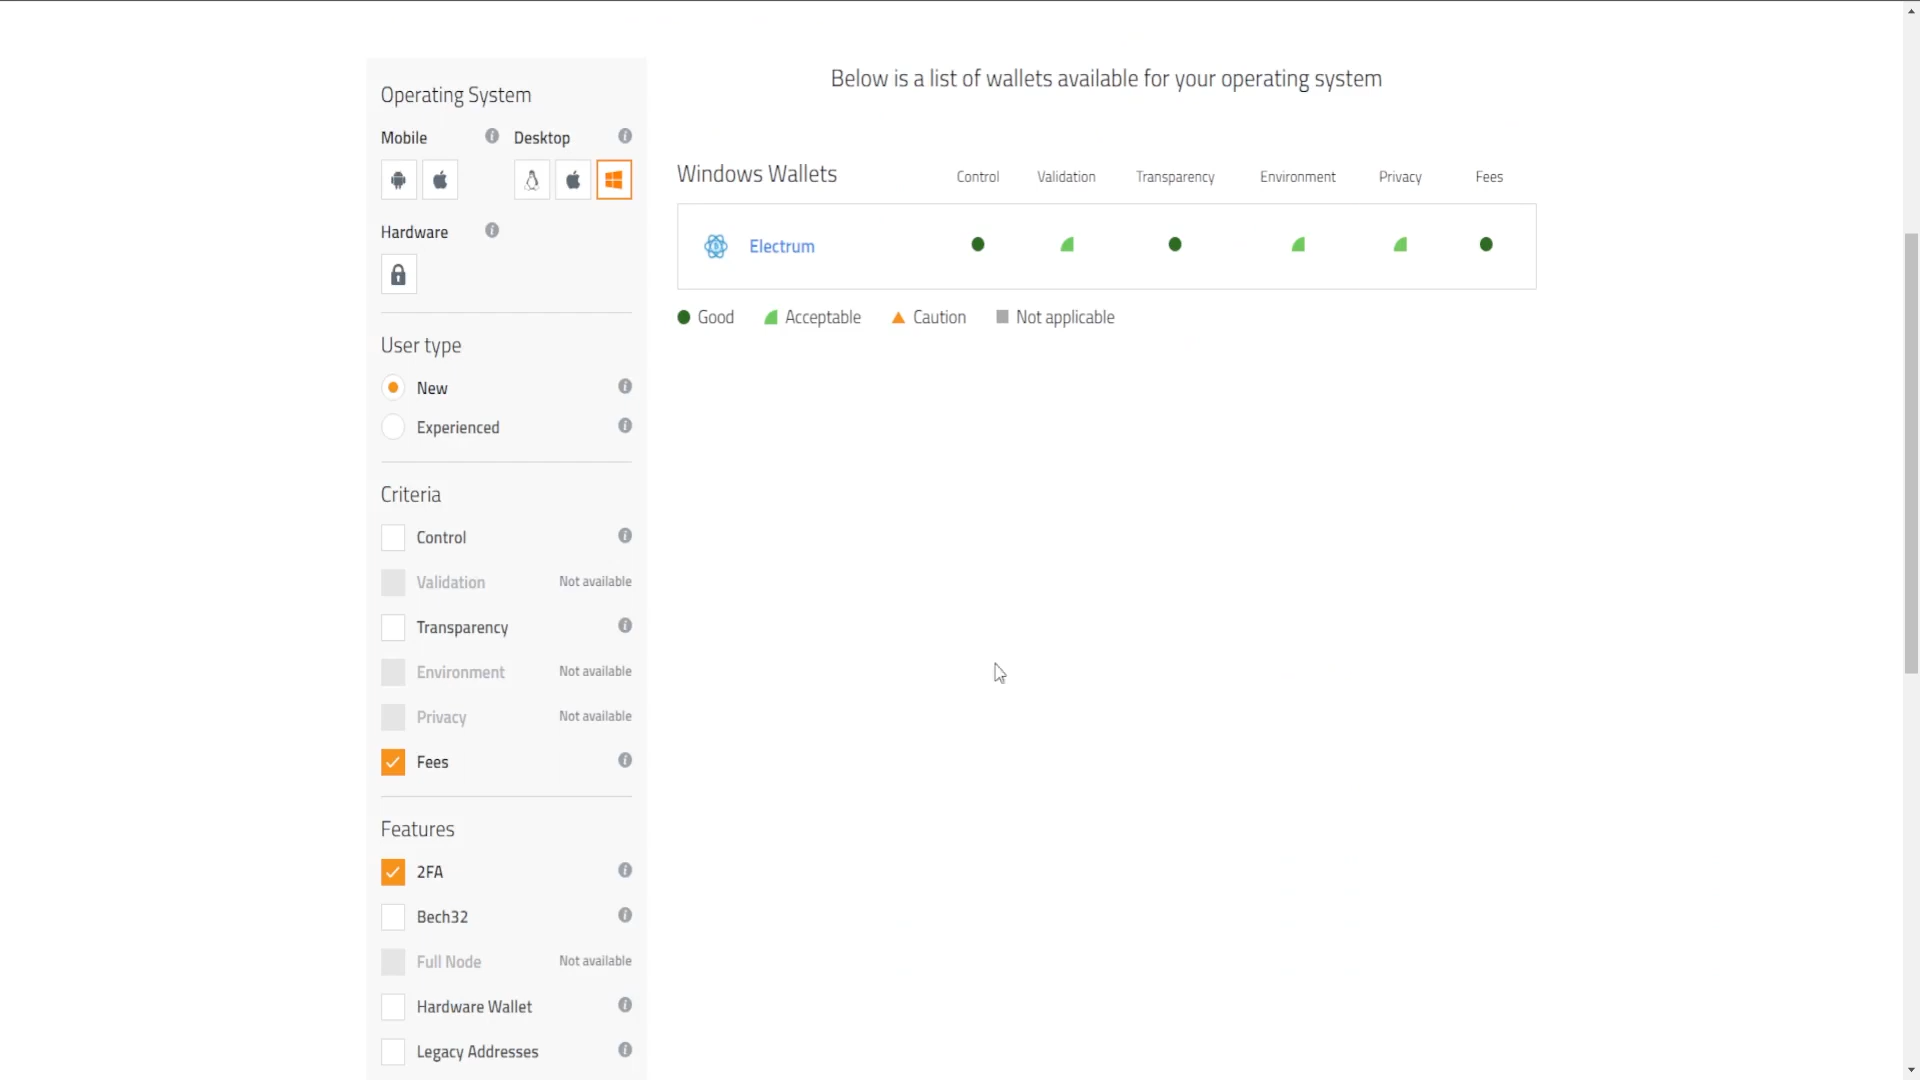 Operating System
Mobile
Desktop
Hardware
User type
New
Experienced
Criteria
Control
Validation Not available
Transparency
Environment Not available
Privacy Not available
Fees
Features
2FA
Bech32
Full Node Not available
Hardware Wallet
Legacy Addresses
Below is a list of wallets available for your operating system
Windows Wallets Control Validation Transparency Environment Privacy Fees
Electrum
Good Acceptable Caution Not applicable